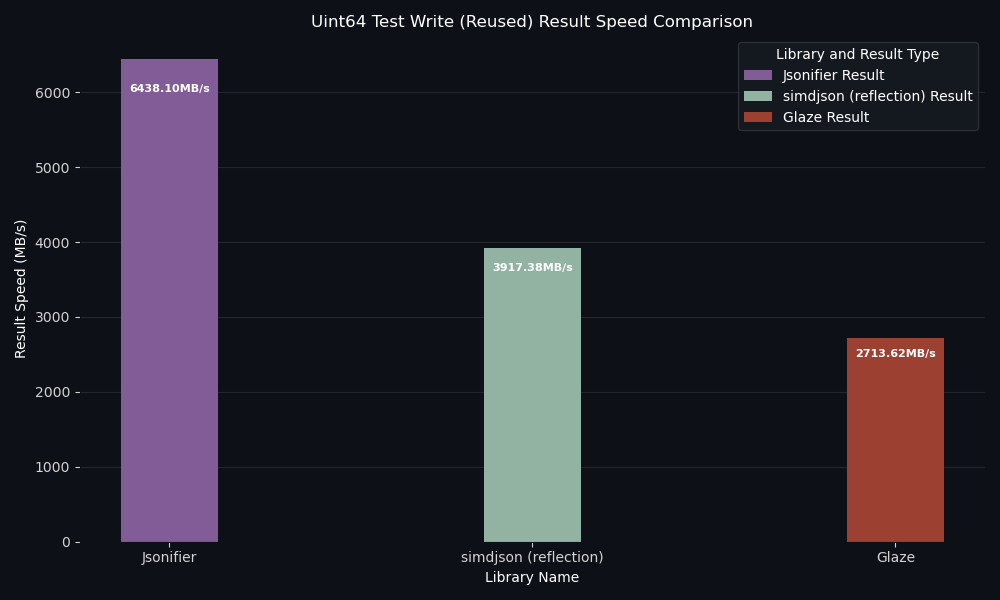 Uint64 Test Write (Reused) Result Speed Comparison
Library and Result Type
Jsonifier Result
simdjson (reflection) Result
Glaze Result
Result Speed (MB/s)
6000
5000
4000
3000
2000
1000
0
6438.10MB/s
3917.38MB/s
2713.62MB/s
Jsonifier
simdjson (reflection)
Glaze
Library Name